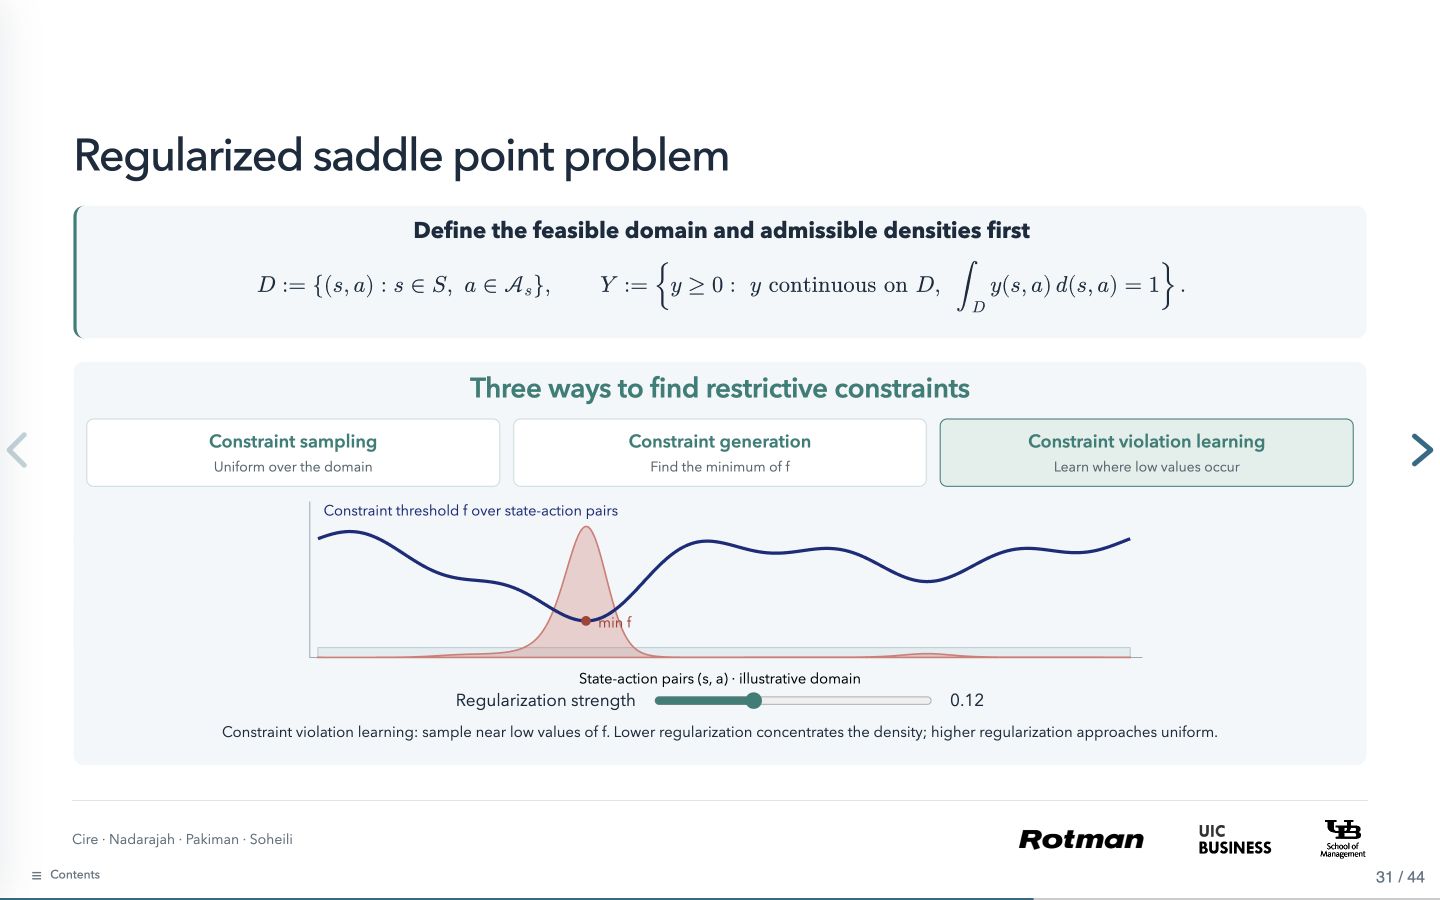 Regularized saddle point problem
Define the feasible domain and admissible densities first
D := {(s, a) : s ∈ S, a ∈ 𝒜ₛ},    Y := {y ≥ 0 : y continuous on D, ∫_D y(s, a) d(s, a) = 1}.
Three ways to find restrictive constraints
Constraint sampling
Uniform over the domain
Constraint generation
Find the minimum of f
Constraint violation learning
Learn where low values occur
Constraint threshold f over state-action pairs
min f
State-action pairs (s, a) · illustrative domain
Regularization strength 0.12
Constraint violation learning: sample near low values of f. Lower regularization concentrates the density; higher regularization approaches uniform.
Cire · Nadarajah · Pakiman · Soheili
Rotman
UIC
BUSINESS
UB
School of
Management
≡ Contents
31 / 44